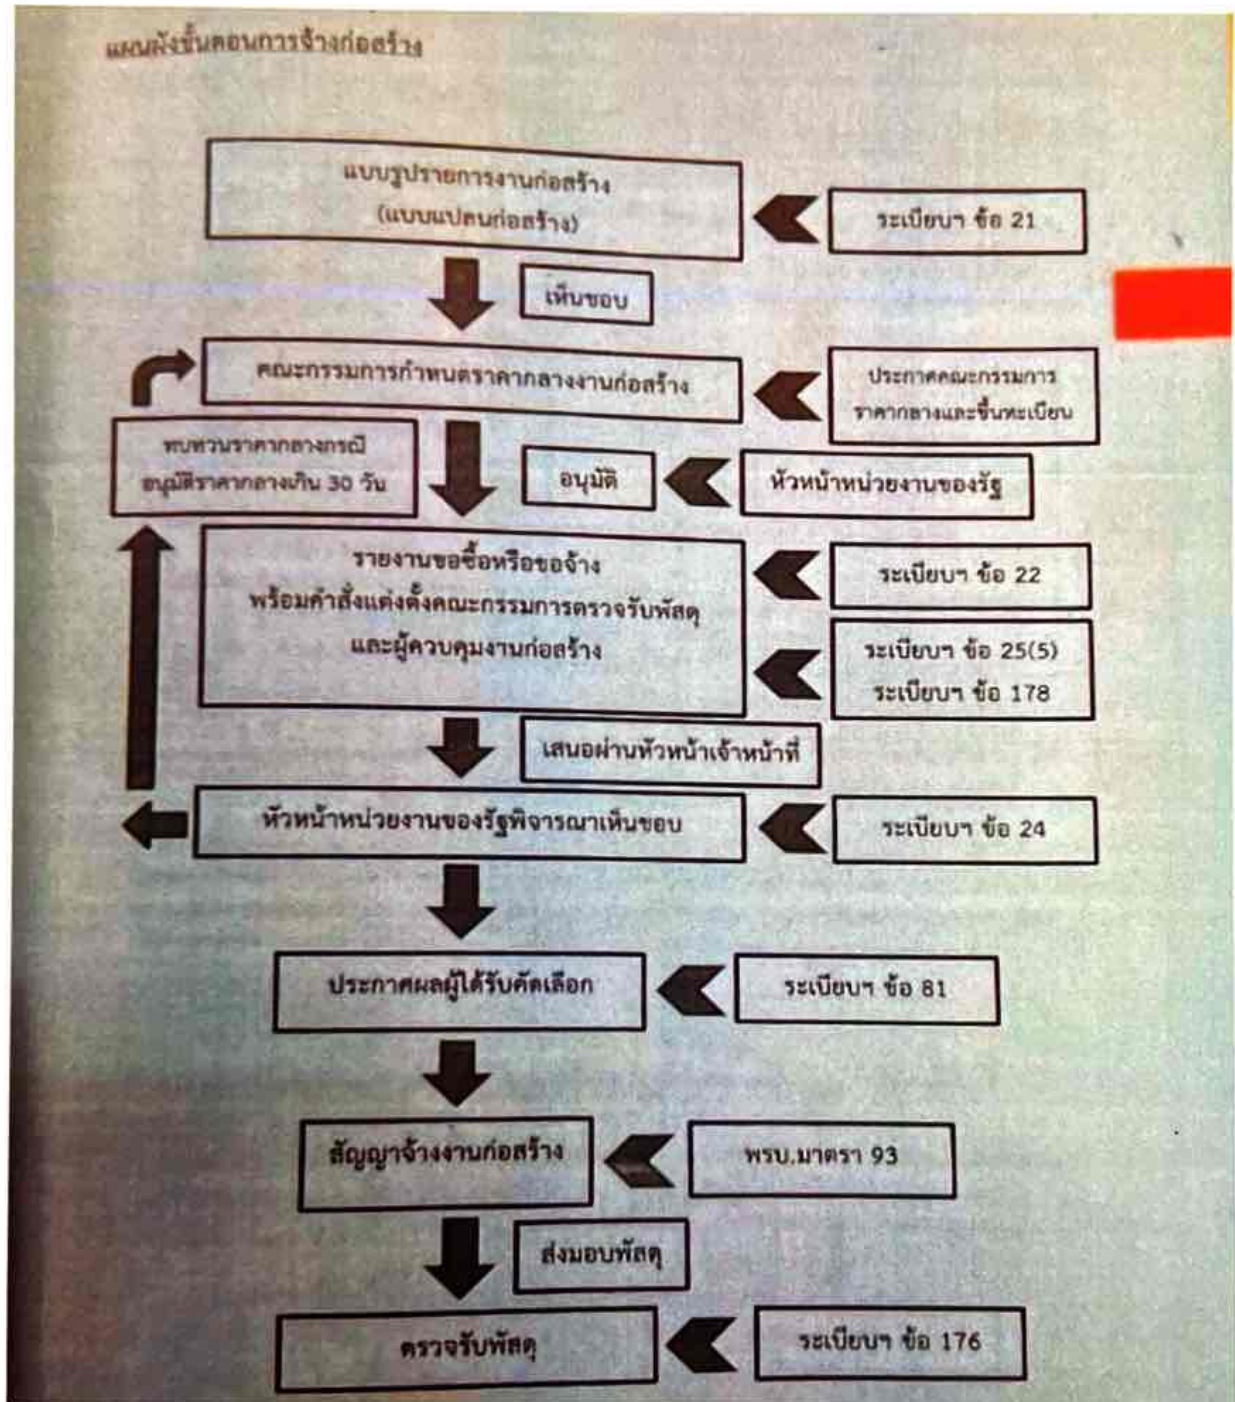 แผนผังขั้นตอนการจ้างก่อสร้าง
แบบรูปรายการงานก่อสร้าง
(แบบแปลนก่อสร้าง)
ระเบียบฯ ข้อ 21
เห็นชอบ
คณะกรรมการกำหนดราคากลางงานก่อสร้าง
ประกาศคณะกรรมการ
ราคากลางและขึ้นทะเบียน
ทบทวนราคากลางกรณี
อนุมัติราคากลางเกิน 30 วัน
อนุมัติ
หัวหน้าหน่วยงานของรัฐ
รายงานขอซื้อหรือขอจ้าง
พร้อมคำสั่งแต่งตั้งคณะกรรมการตรวจรับพัสดุ
และผู้ควบคุมงานก่อสร้าง
ระเบียบฯ ข้อ 22
ระเบียบฯ ข้อ 25(5)
ระเบียบฯ ข้อ 178
เสนอผ่านหัวหน้าเจ้าหน้าที่
หัวหน้าหน่วยงานของรัฐพิจารณาเห็นชอบ
ระเบียบฯ ข้อ 24
ประกาศผลผู้ได้รับคัดเลือก
ระเบียบฯ ข้อ 81
สัญญาจ้างงานก่อสร้าง
พรบ.มาตรา 93
ส่งมอบพัสดุ
ตรวจรับพัสดุ
ระเบียบฯ ข้อ 176